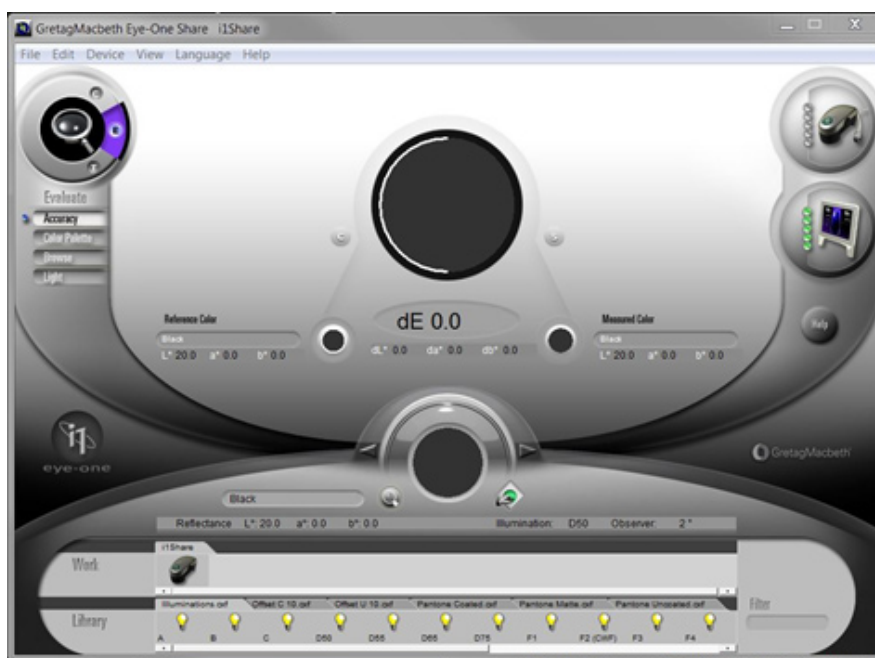 GretagMacbeth Eye-One Share i1Share
File Edit Device View Language Help
Evaluate
Accuracy
Color Palette
Browse
Light
Help
Reference Color
Black
L* 20.0 a* 0.0 b* 0.0
dE 0.0
dL* 0.0 da* 0.0 db* 0.0
Measured Color
Black
L* 20.0 a* 0.0 b* 0.0
i1
eye-one
GretagMacbeth
Black
Reflectance L*: 20.0 a*: 0.0 b*: 0.0 Illumination: D50 Observer: 2 °
Work
i1Share
Library
Illuminations.cxf Offset C 10.cxf Offset U 10.cxf Pantone Coated.cxf Pantone Matte.cxf Pantone Uncoated.cxf
A B C D50 D55 D65 D75 F1 F2 (CWF) F3 F4
Filter